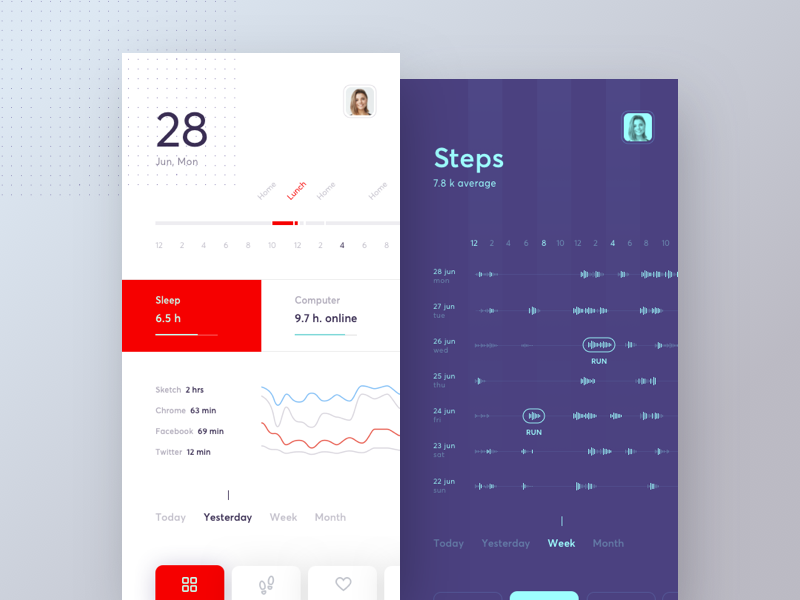 28
Jun, Mon
Home Lunch Home Home
12 2 4 6 8 10 12 2 4 6 8
Sleep
6.5 h
Computer
9.7 h. online
Sketch 2 hrs
Chrome 63 min
Facebook 69 min
Twitter 12 min
Today Yesterday Week Month
Steps
7.8 k average
12 2 4 6 8 10 12 2 4 6 8 10
28 jun
mon
27 jun
tue
26 jun
wed
RUN
25 jun
thu
24 jun
fri
RUN
23 jun
sat
22 jun
sun
Today Yesterday Week Month